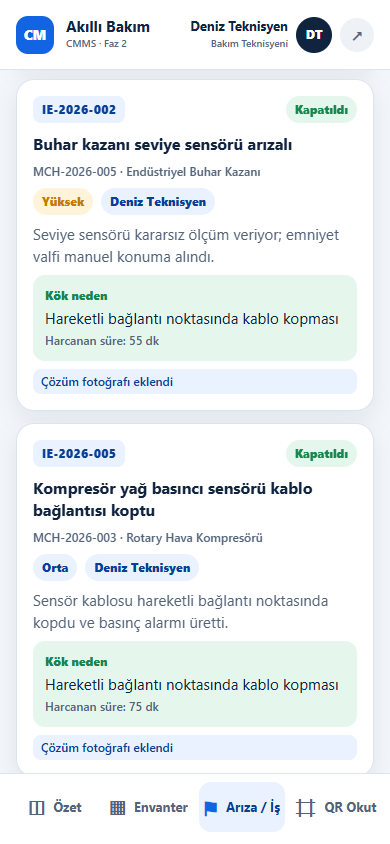 CM
Akıllı Bakım
CMMS · Faz 2
Deniz Teknisyen
Bakım Teknisyeni
DT
↗
IE-2026-002
Kapatıldı
Buhar kazanı seviye sensörü arızalı
MCH-2026-005 · Endüstriyel Buhar Kazanı
Yüksek
Deniz Teknisyen
Seviye sensörü kararsız ölçüm veriyor; emniyet
valfi manuel konuma alındı.
Kök neden
Hareketli bağlantı noktasında kablo kopması
Harcanan süre: 55 dk
Çözüm fotoğrafı eklendi
IE-2026-005
Kapatıldı
Kompresör yağ basıncı sensörü kablo
bağlantısı koptu
MCH-2026-003 · Rotary Hava Kompresörü
Orta
Deniz Teknisyen
Sensör kablosu hareketli bağlantı noktasında
koptu ve basınç alarmı üretti.
Kök neden
Hareketli bağlantı noktasında kablo kopması
Harcanan süre: 75 dk
Çözüm fotoğrafı eklendi
Özet
Envanter
Arıza / İş
QR Okut